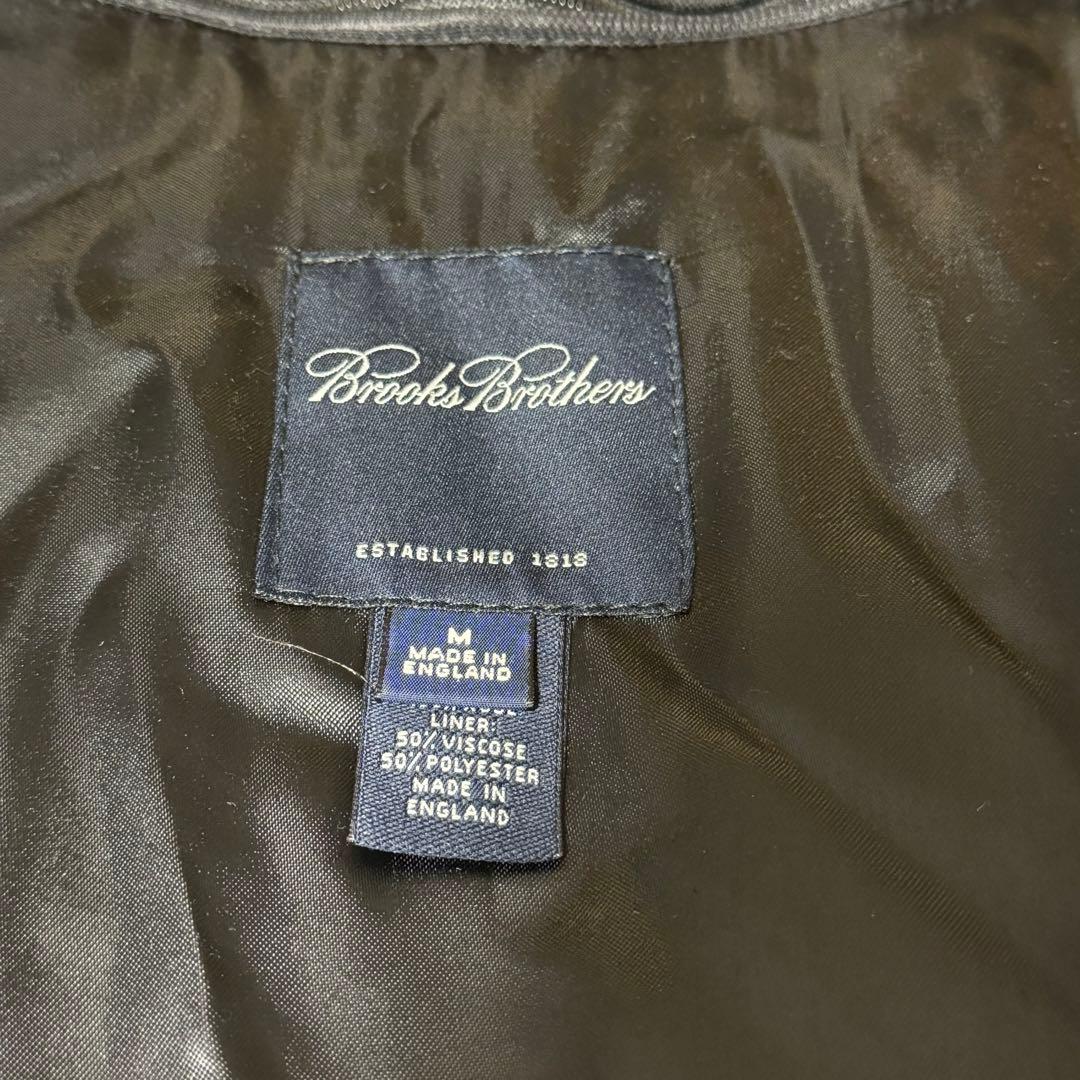 Brooks Brothers
ESTABLISHED 1818
M
MADE IN
ENGLAND
LINER:
50% VISCOSE
50% POLYESTER
MADE IN
ENGLAND